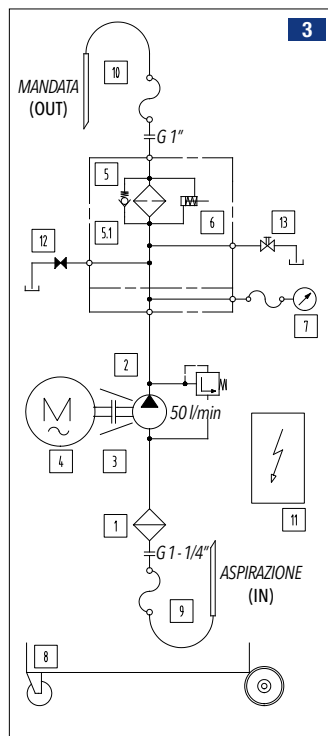 3
10
MANDATA
(OUT)
G 1"
5
5.1
6
12
13
7
2
50 l/min
M
4
3
11
1
G 1 - 1/4"
ASPIRAZIONE
(IN)
9
8